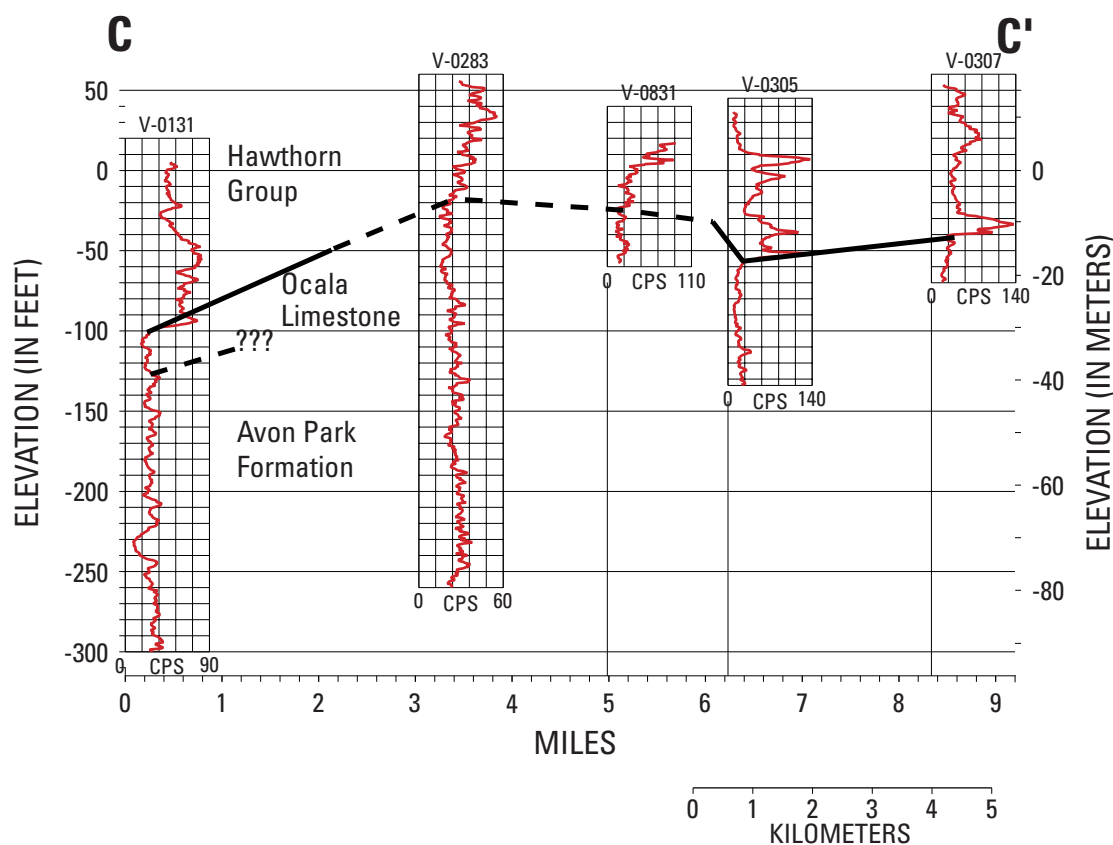 C
C'
V-0283
V-0307
V-0831
V-0305
V-0131
50
0
-50
-100
-150
-200
-250
-300
ELEVATION (IN FEET)
Hawthorn
Group
Ocala
Limestone
???
Avon Park
Formation
0 CPS 90
0 CPS 60
0 CPS 110
0 CPS 140
0 CPS 140
0
-20
-40
-60
-80
ELEVATION (IN METERS)
0 1 2 3 4 5 6 7 8 9
MILES
0 1 2 3 4 5
KILOMETERS